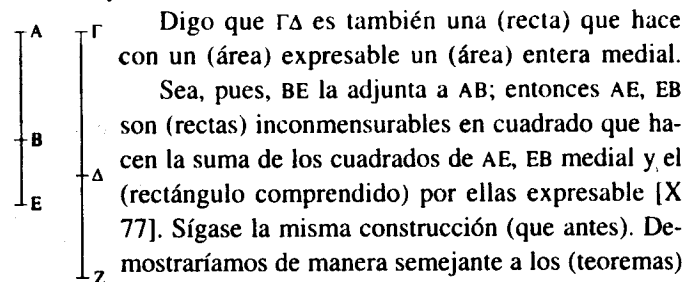 Digo que ΓΔ es también una (recta) que hace
con un (área) expresable un (área) entera medial.
Sea, pues, BE la adjunta a AB; entonces AE, EB
son (rectas) inconmensurables en cuadrado que ha-
cen la suma de los cuadrados de AE, EB medial y el
(rectángulo comprendido) por ellas expresable [X
77]. Sígase la misma construcción (que antes). De-
mostraríamos de manera semejante a los (teoremas)
A
B
E
Γ
Δ
Z